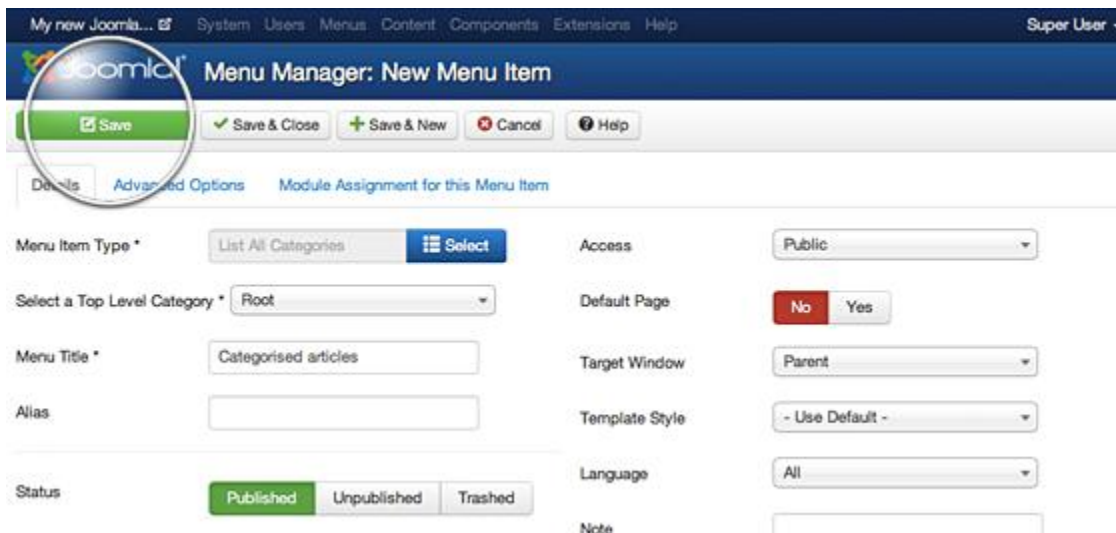 My new Joomla... System Users Menus Content Components Extensions Help Super User
Joomla! Menu Manager: New Menu Item
Save Save & Close Save & New Cancel Help
Details Advanced Options Module Assignment for this Menu Item
Menu Item Type * List All Categories Select Access Public
Select a Top Level Category * Root Default Page No Yes
Menu Title * Categorised articles Target Window Parent
Alias Template Style - Use Default -
Language All
Status Published Unpublished Trashed
Note